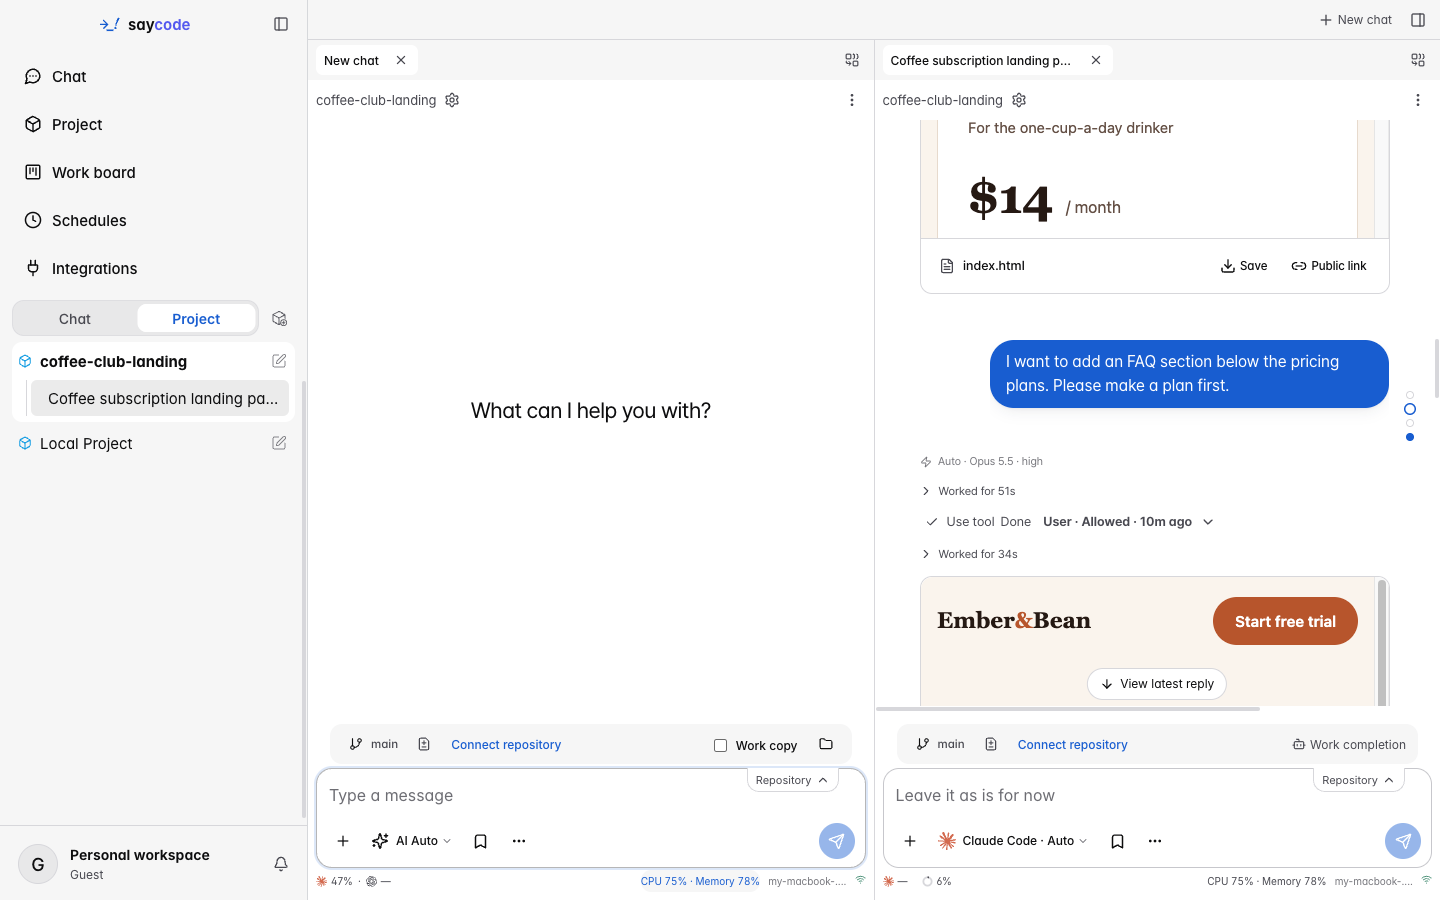 saycode
Chat
Project
Work board
Schedules
Integrations
Chat
Project
coffee-club-landing
Coffee subscription landing pa...
Local Project
G
Personal workspace
Guest
New chat
New chat
coffee-club-landing
What can I help you with?
main
Connect repository
Work copy
Repository
Type a message
AI Auto
47% · —
CPU 75% · Memory 78%
my-macbook-....
Coffee subscription landing p...
coffee-club-landing
For the one-cup-a-day drinker
$14 / month
index.html
Save
Public link
I want to add an FAQ section below the pricing
plans. Please make a plan first.
Auto · Opus 5.5 · high
Worked for 51s
Use tool Done User · Allowed · 10m ago
Worked for 34s
Ember&Bean
Start free trial
View latest reply
main
Connect repository
Work completion
Repository
Leave it as is for now
Claude Code · Auto
— 6%
CPU 75% · Memory 78%
my-macbook-....